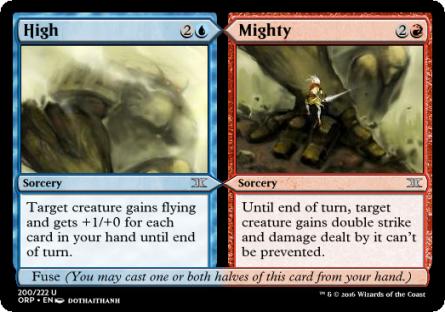 High 2
Mighty 2
Sorcery
Sorcery
Target creature gains flying
and gets +1/+0 for each
card in your hand until end
of turn.
Until end of turn, target
creature gains double strike
and damage dealt by it can't
be prevented.
Fuse (You may cast one or both halves of this card from your hand.)
200/222 U
ORP • EN DOTHAITHANH
™ & © 2016 Wizards of the Coast